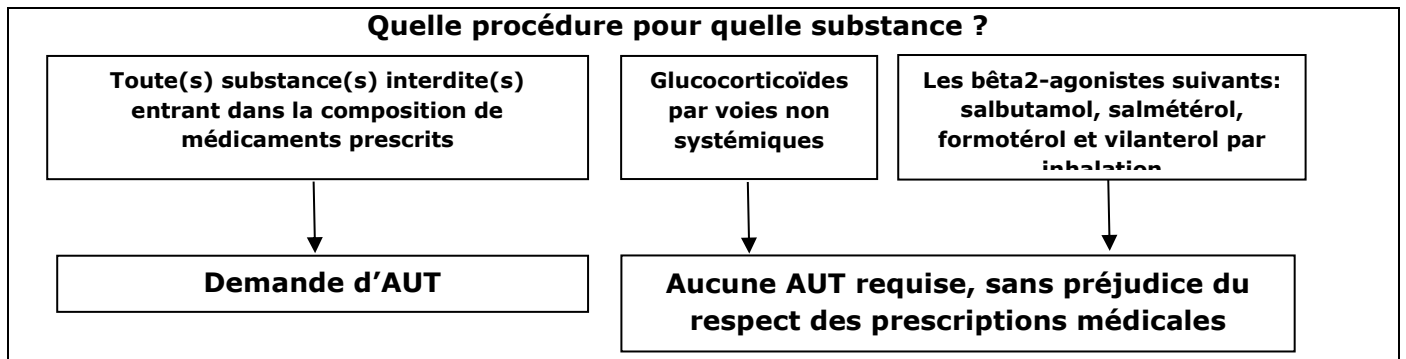 Quelle procédure pour quelle substance ?
Toute(s) substance(s) interdite(s)
entrant dans la composition de
médicaments prescrits
Glucocorticoïdes
par voies non
systémiques
Les bêta2-agonistes suivants:
salbutamol, salmétérol,
formotérol et vilanterol par
inhalation
Demande d’AUT
Aucune AUT requise, sans préjudice du
respect des prescriptions médicales